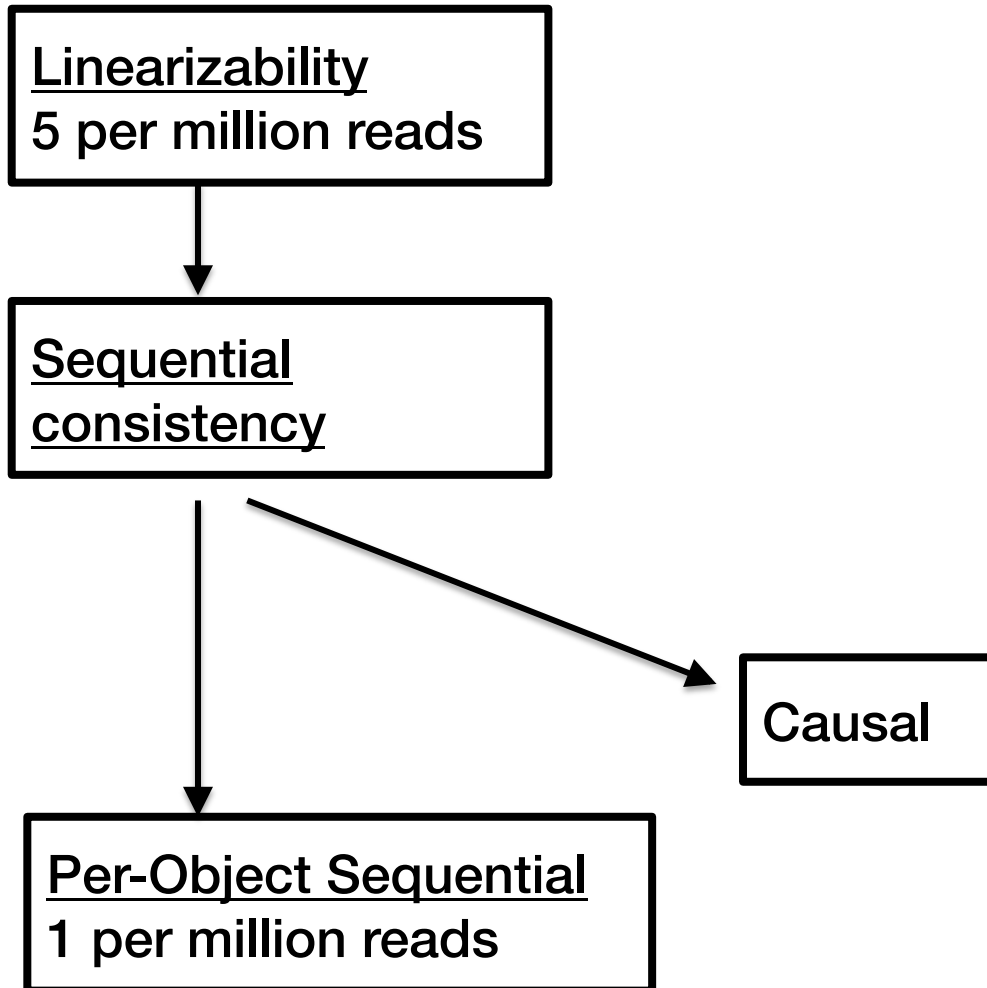 Linearizability
5 per million reads
Sequential
consistency
Causal
Per-Object Sequential
1 per million reads